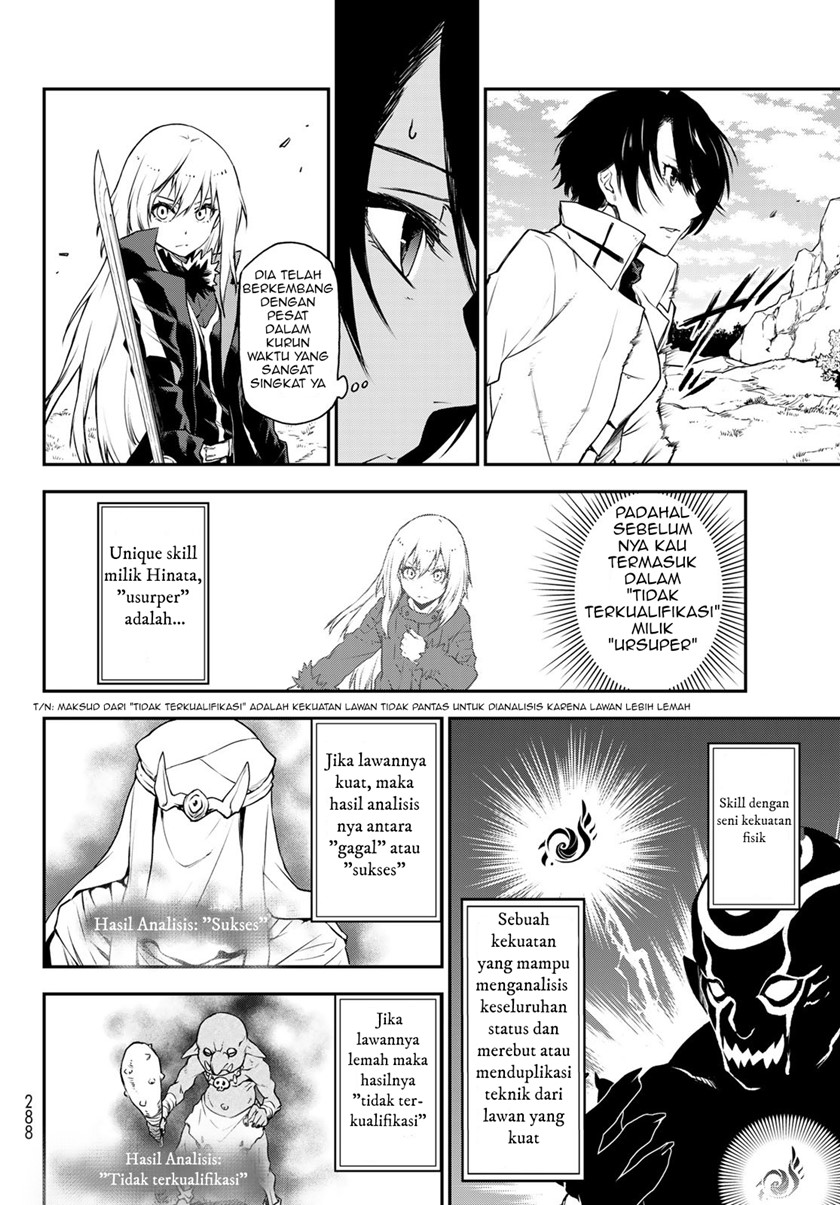 DIA TELAH
BERKEMBANG
DENGAN
PESAT
DALAM
KURUN
WAKTU YANG
SANGAT
SINGKAT YA
PADAHAL
SEBELUM
NYA KAU
TERMASUK
DALAM
"TIDAK
TERKUALIFIKASI"
MILIK
"URSUPER"
Unique skill
milik Hinata,
"usurper"
adalah...
T/N: MAKSUD DARI "TIDAK TERKUALIFIKASI" ADALAH KEKUATAN LAWAN TIDAK PANTAS UNTUK DIANALISIS KARENA LAWAN LEBIH LEMAH
Skill dengan
seni kekuatan
fisik
Sebuah
kekuatan
yang mampu
menganalisis
keseluruhan
status dan
merebut atau
menduplikasi
teknik dari
lawan yang
kuat
Jika lawannya
kuat, maka
hasil analisis
nya antara
"gagal" atau
"sukses"
Hasil Analisis: "Sukses"
Jika
lawannya
lemah maka
hasilnya
"tidak ter-
kualifikasi"
Hasil Analisis:
"Tidak terkualifikasi"
288